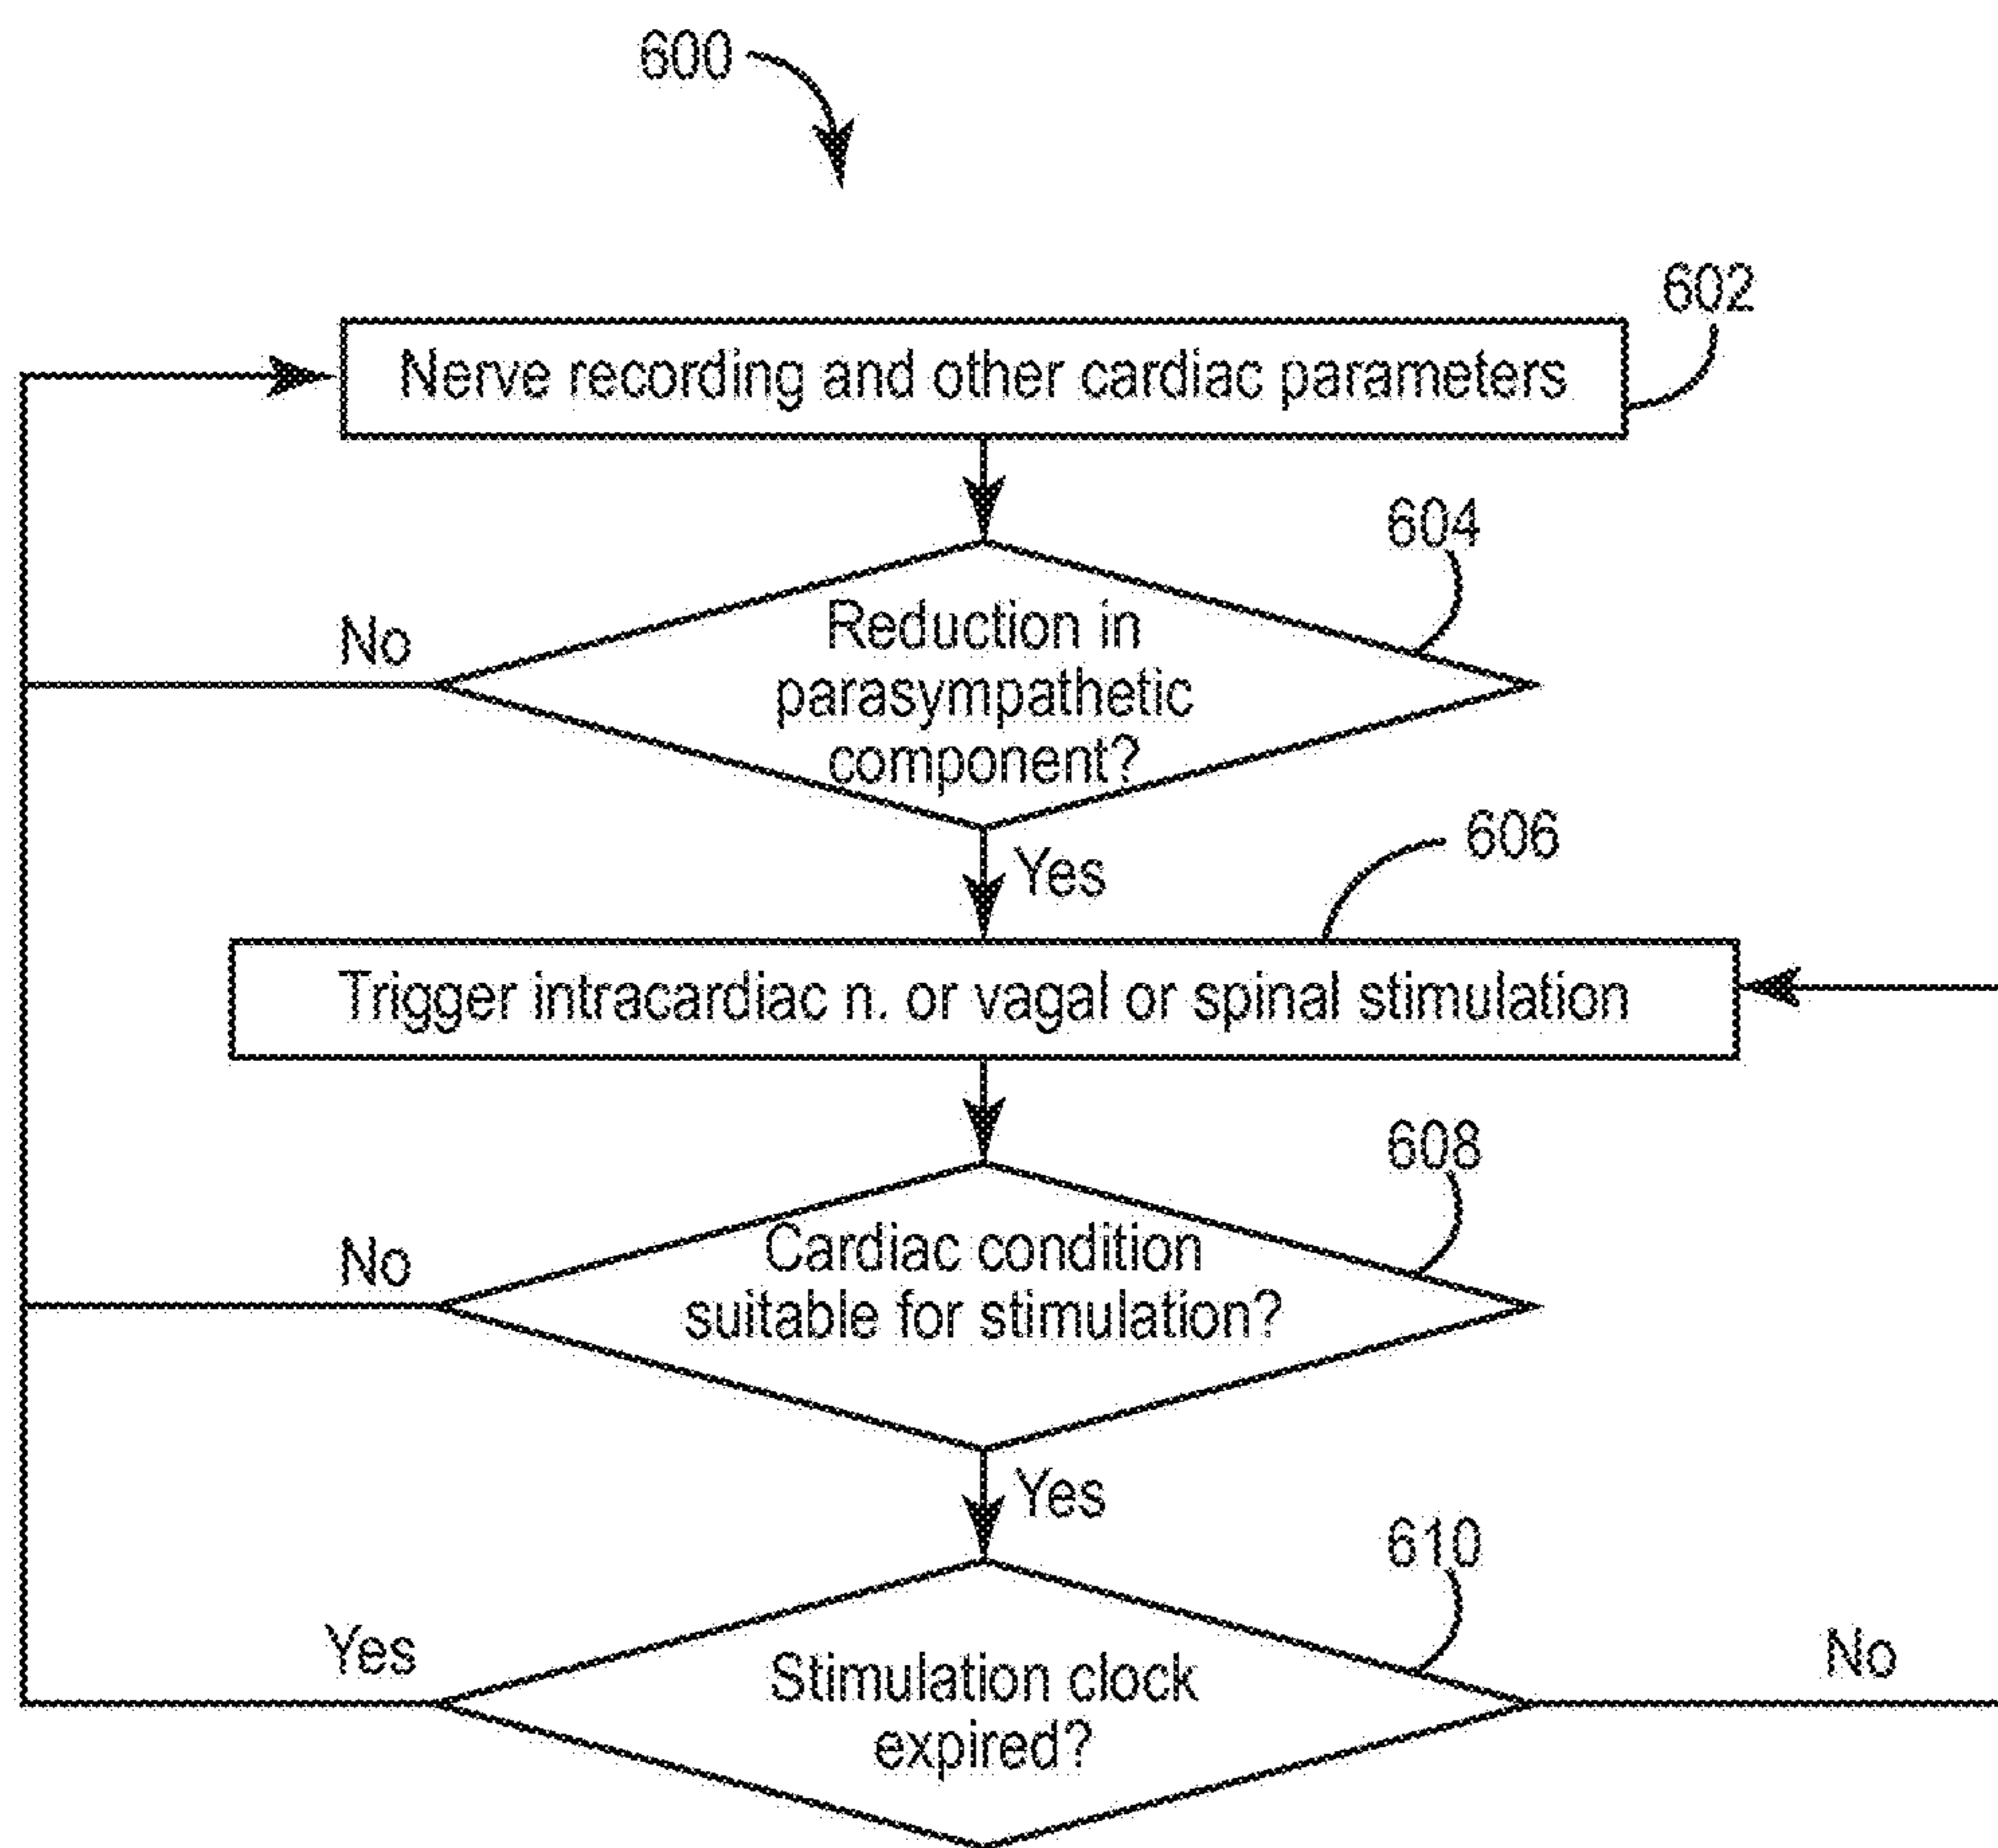 600
602
Nerve recording and other cardiac parameters
604
No
Reduction in
parasympathetic
component?
Yes
606
Trigger intracardiac n. or vagal or spinal stimulation
608
No
Cardiac condition
suitable for stimulation?
Yes
610
Yes
No
Stimulation clock
expired?